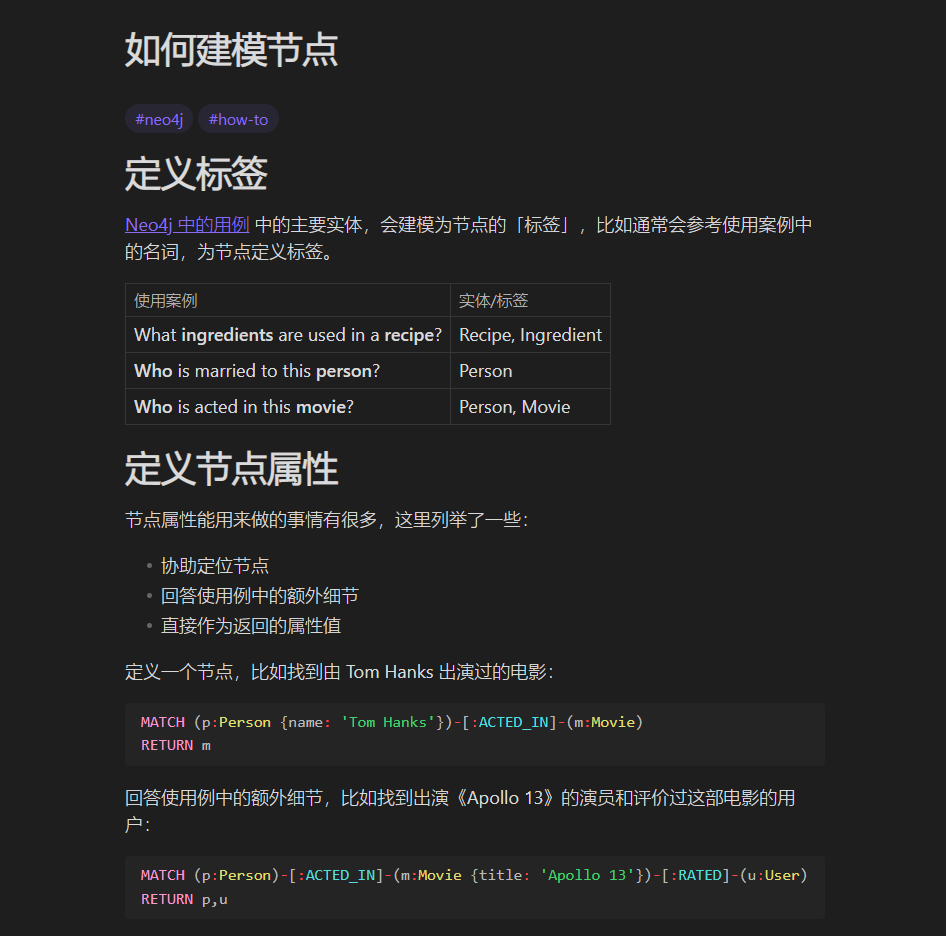 如何建模节点
#neo4j #how-to
定义标签
Neo4j 中的用例 中的主要实体，会建模为节点的「标签」，比如通常会参考使用案例中
的名词，为节点定义标签。
使用案例 实体/标签
What ingredients are used in a recipe? Recipe, Ingredient
Who is married to this person? Person
Who is acted in this movie? Person, Movie
定义节点属性
节点属性能用来做的事情有很多，这里列举了一些：
• 协助定位节点
• 回答使用例中的额外细节
• 直接作为返回的属性值
定义一个节点，比如找到由 Tom Hanks 出演过的电影：
MATCH (p:Person {name: 'Tom Hanks'})-[:ACTED_IN]-(m:Movie)
RETURN m
回答使用例中的额外细节，比如找到出演《Apollo 13》的演员和评价过这部电影的用
户：
MATCH (p:Person)-[:ACTED_IN]-(m:Movie {title: 'Apollo 13'})-[:RATED]-(u:User)
RETURN p,u